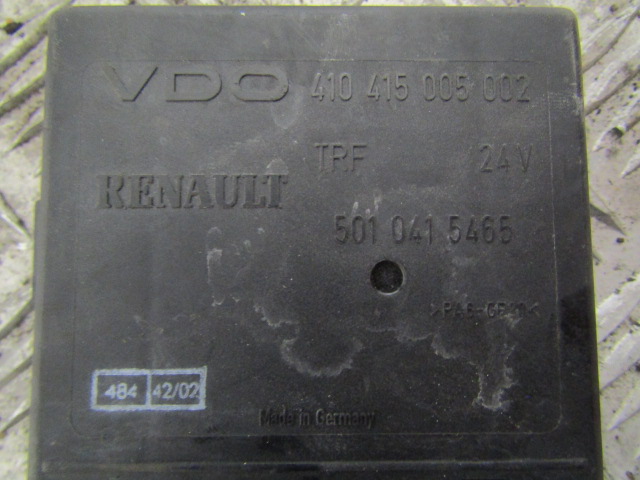 VDO 410 415 005 002
TRF 24V
RENAULT
501 041 5465
>PA6-GF30<
484 42/02
Made in Germany